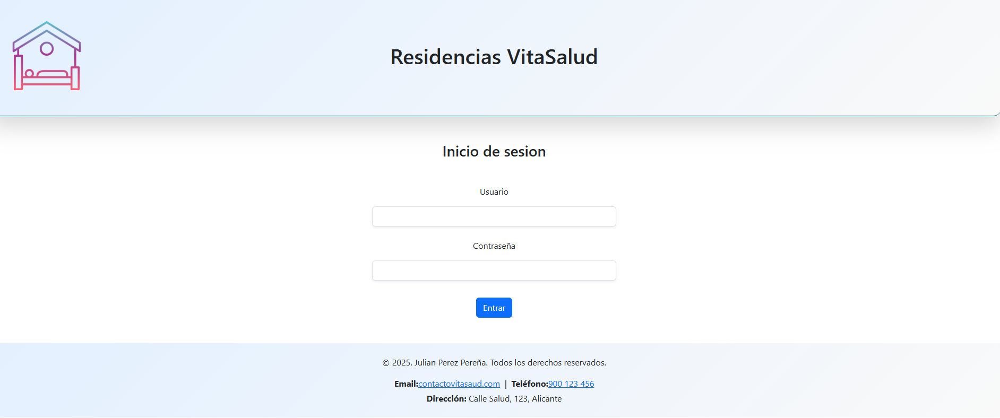 Residencias VitaSalud
Inicio de sesion
Usuario
Contraseña
Entrar
© 2025. Julian Perez Pereña. Todos los derechos reservados.
Email:contactovitasaud.com | Teléfono:900 123 456
Dirección: Calle Salud, 123, Alicante